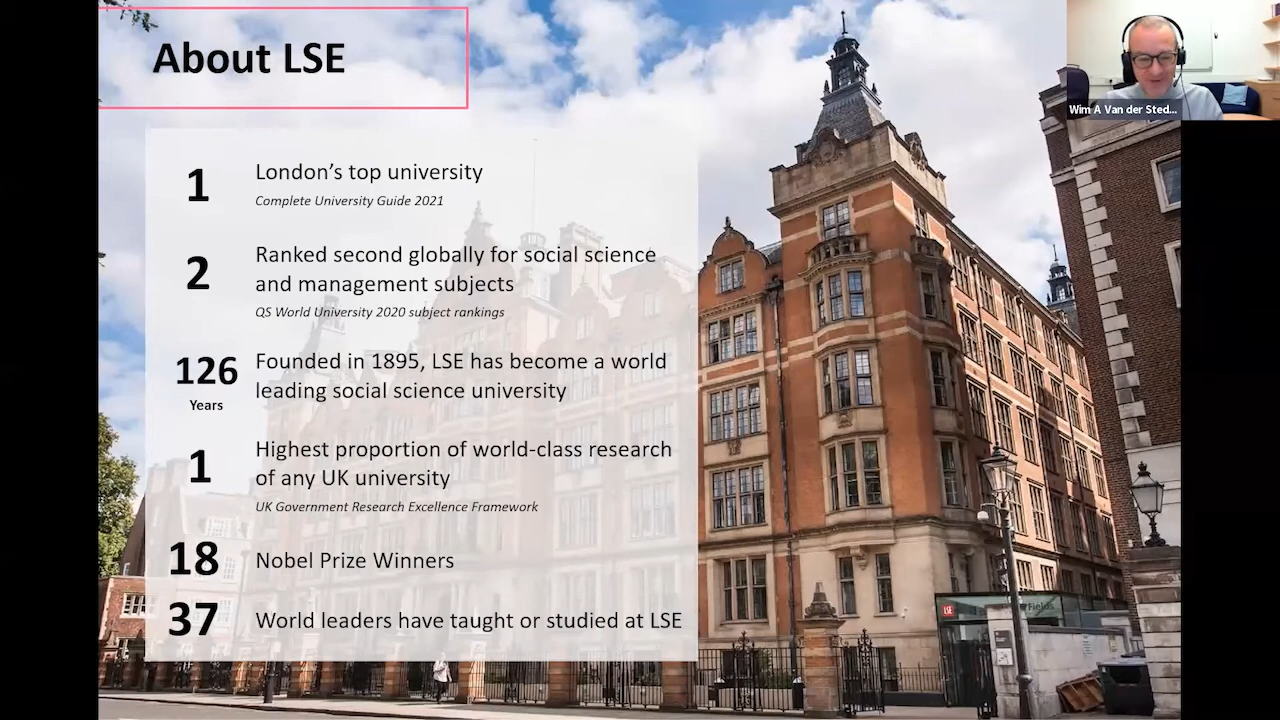 About LSE
Wim A Van der Sted...
1
London's top university
Complete University Guide 2021
2
Ranked second globally for social science
and management subjects
QS World University 2020 subject rankings
126
Years
Founded in 1895, LSE has become a world
leading social science university
1
Highest proportion of world-class research
of any UK university
UK Government Research Excellence Framework
18
Nobel Prize Winners
37
World leaders have taught or studied at LSE
LSE
Fields